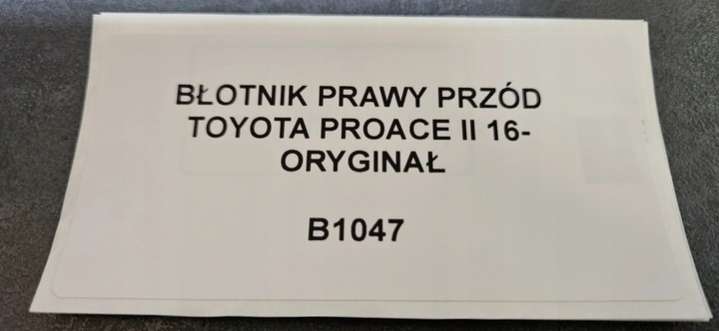 BŁOTNIK PRAWY PRZÓD
TOYOTA PROACE II 16-
ORYGINAŁ
B1047